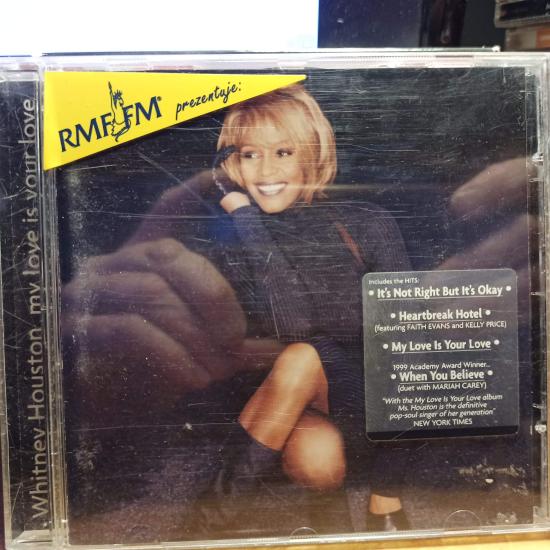 RMF FM® prezentuje:
Whitney Houston my love is your love
Includes the HITS:
• It's Not Right But It's Okay •
• Heartbreak Hotel •
(featuring FAITH EVANS and KELLY PRICE)
• My Love Is Your Love •
1999 Academy Award Winner...
• When You Believe •
(duet with MARIAH CAREY)
"With the My Love Is Your Love album
Ms. Houston is the definitive
pop-soul singer of her generation"
NEW YORK TIMES